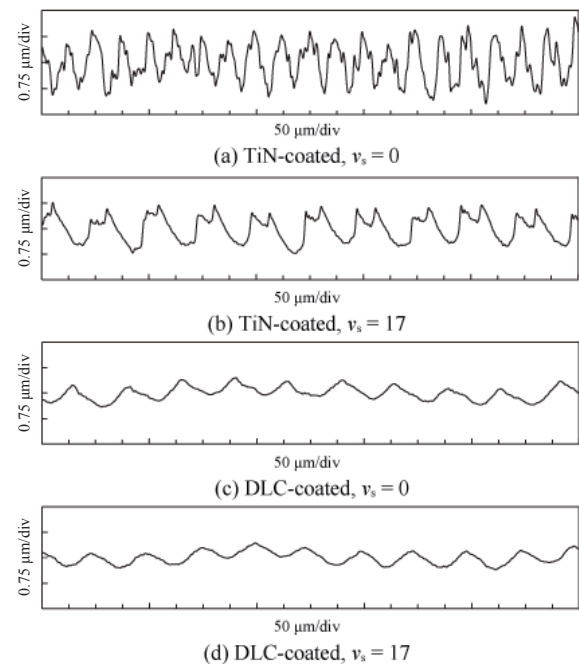 0.75 μm/div
50 μm/div
(a) TiN-coated, vₛ = 0
0.75 μm/div
50 μm/div
(b) TiN-coated, vₛ = 17
0.75 μm/div
50 μm/div
(c) DLC-coated, vₛ = 0
0.75 μm/div
50 μm/div
(d) DLC-coated, vₛ = 17